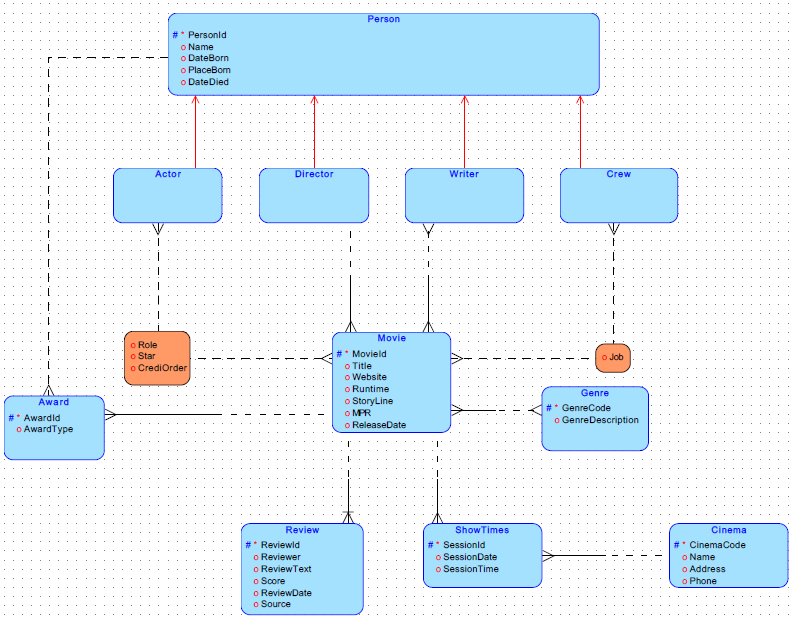 Person
# * PersonId
o Name
o DateBorn
o PlaceBorn
o DateDied
Actor
Director
Writer
Crew
o Role
o Star
o CrediOrder
Movie
# * MovieId
o Title
o Website
o Runtime
o StoryLine
o MPR
o ReleaseDate
o Job
Award
# * AwardId
o AwardType
Genre
# * GenreCode
o GenreDescription
Review
# * ReviewId
o Reviewer
o ReviewText
o Score
o ReviewDate
o Source
ShowTimes
# * SessionId
o SessionDate
o SessionTime
Cinema
# * CinemaCode
o Name
o Address
o Phone